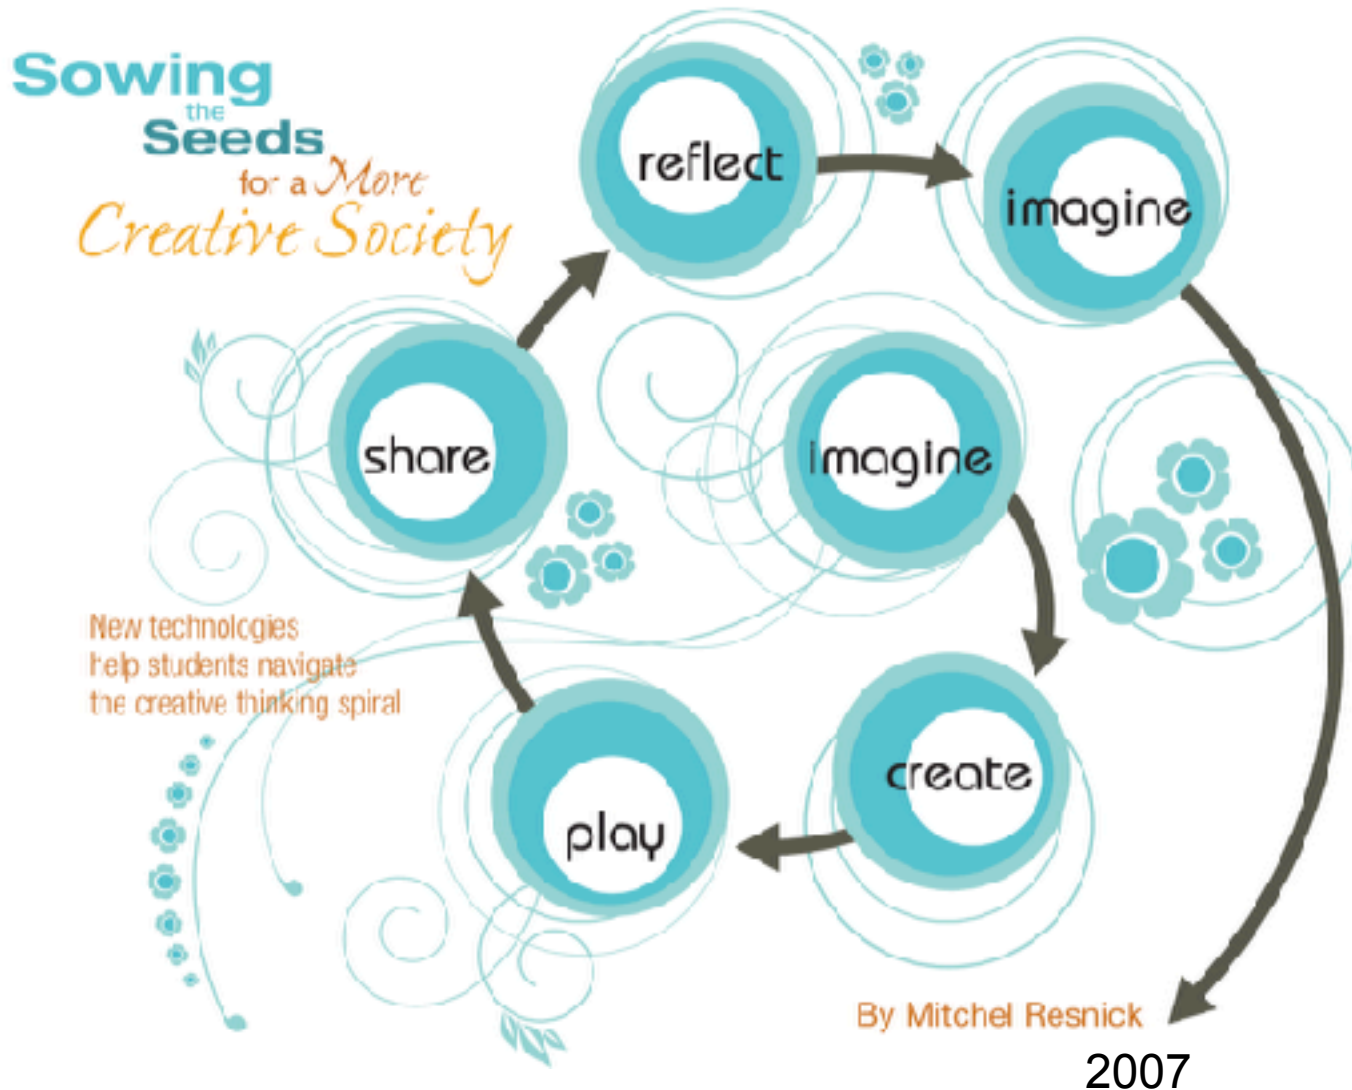 Sowing
the
Seeds
for a More
Creative Society
reflect
imagine
share
imagine
New technologies
help students navigate
the creative thinking spiral
create
play
By Mitchel Resnick
2007